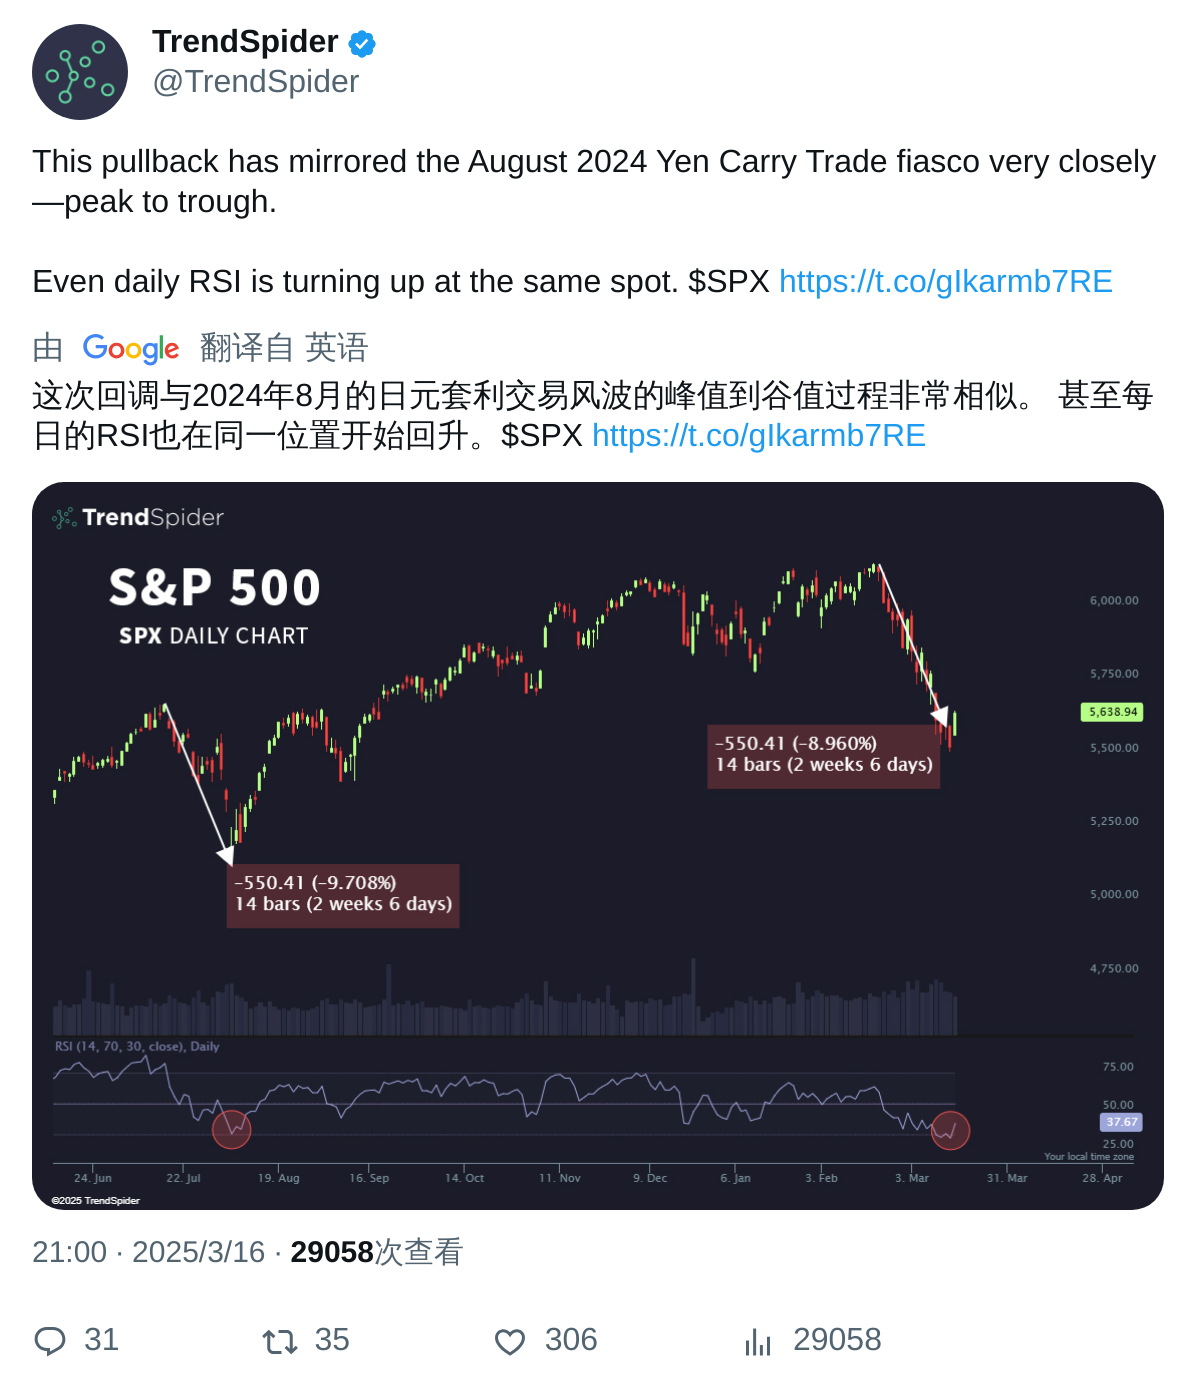 TrendSpider
@TrendSpider
This pullback has mirrored the August 2024 Yen Carry Trade fiasco very closely
—peak to trough.
Even daily RSI is turning up at the same spot. $SPX https://t.co/gIkarmb7RE
由 Google 翻译自 英语
这次回调与2024年8月的日元套利交易风波的峰值到谷值过程非常相似。 甚至每
日的RSI也在同一位置开始回升。$SPX https://t.co/gIkarmb7RE
TrendSpider
S&P 500
SPX DAILY CHART
6,000.00
5,750.00
5,638.94
5,500.00
5,250.00
5,000.00
4,750.00
-550.41 (-8.960%)
14 bars (2 weeks 6 days)
-550.41 (-9.708%)
14 bars (2 weeks 6 days)
RSI (14, 70, 30, close), Daily
75.00
50.00
37.67
25.00
Your local time zone
24. Jun 22. Jul 19. Aug 16. Sep 14. Oct 11. Nov 9. Dec 6. Jan 3. Feb 3. Mar 31. Mar 28. Apr
©2025 TrendSpider
21:00 · 2025/3/16 · 29058次查看
31 35 306 29058